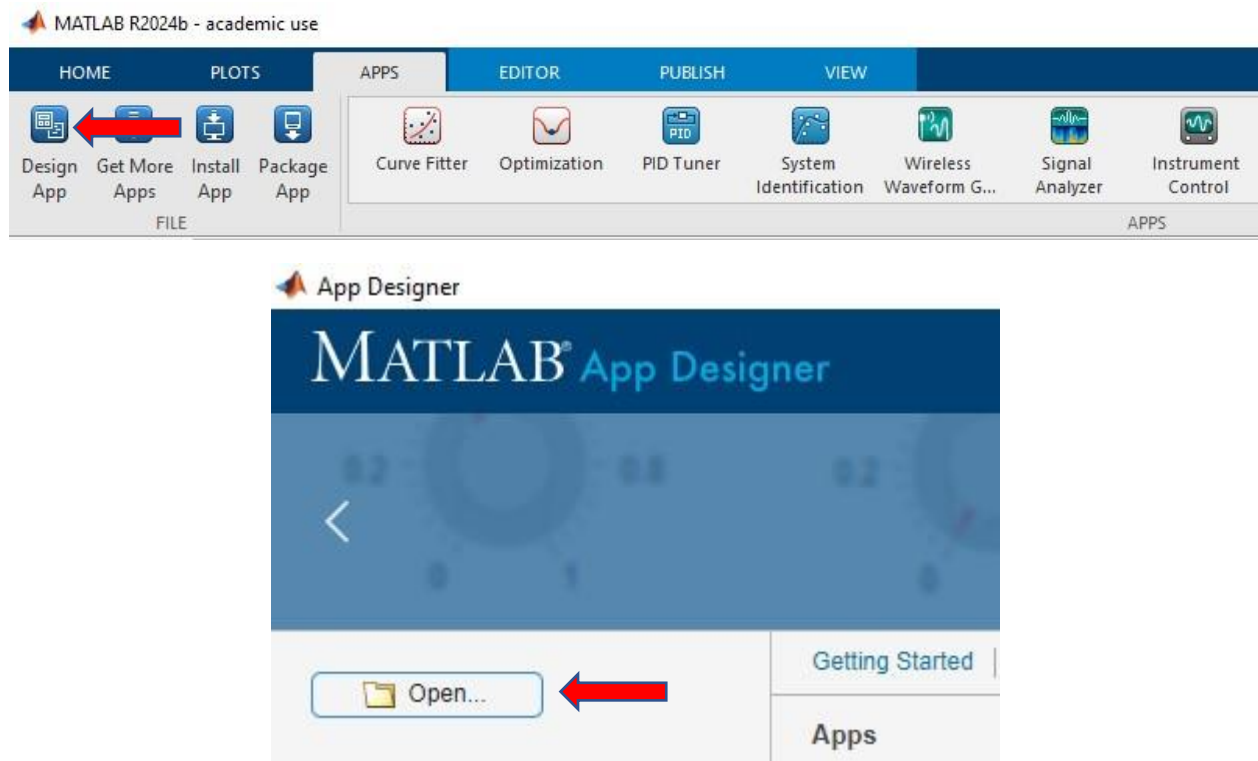 MATLAB R2024b - academic use
HOME PLOTS APPS EDITOR PUBLISH VIEW
PID
Design Get More Install Package Curve Fitter Optimization PID Tuner System Wireless Signal Instrument
App Apps App App Identification Waveform G... Analyzer Control
FILE APPS
App Designer
MATLAB® App Designer
0.2 0.8 0.2
0 1 0
Getting Started
Open...
Apps